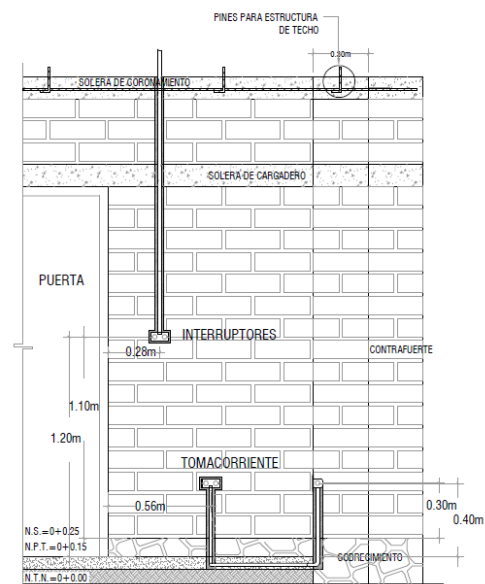 PINES PARA ESTRUCTURA
DE TECHO
0.30m
SOLERA DE CORONAMIENTO
SOLERA DE CARGADERO
PUERTA
INTERRUPTORES
0.28m
CONTRAFUERTE
1.10m
1.20m
TOMACORRIENTE
0.56m
0.30m
0.40m
N.S.=0+0.25
N.P.T.=0+0.15
SOBRECIMIENTO
N.T.N.=0+0.00